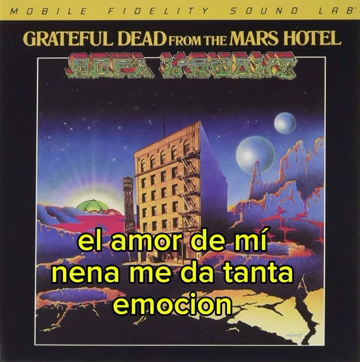 MOBILE FIDELITY SOUND LAB®
GRATEFUL DEAD FROM THE MARS HOTEL
el amor de mí
nena me da tanta
emocion